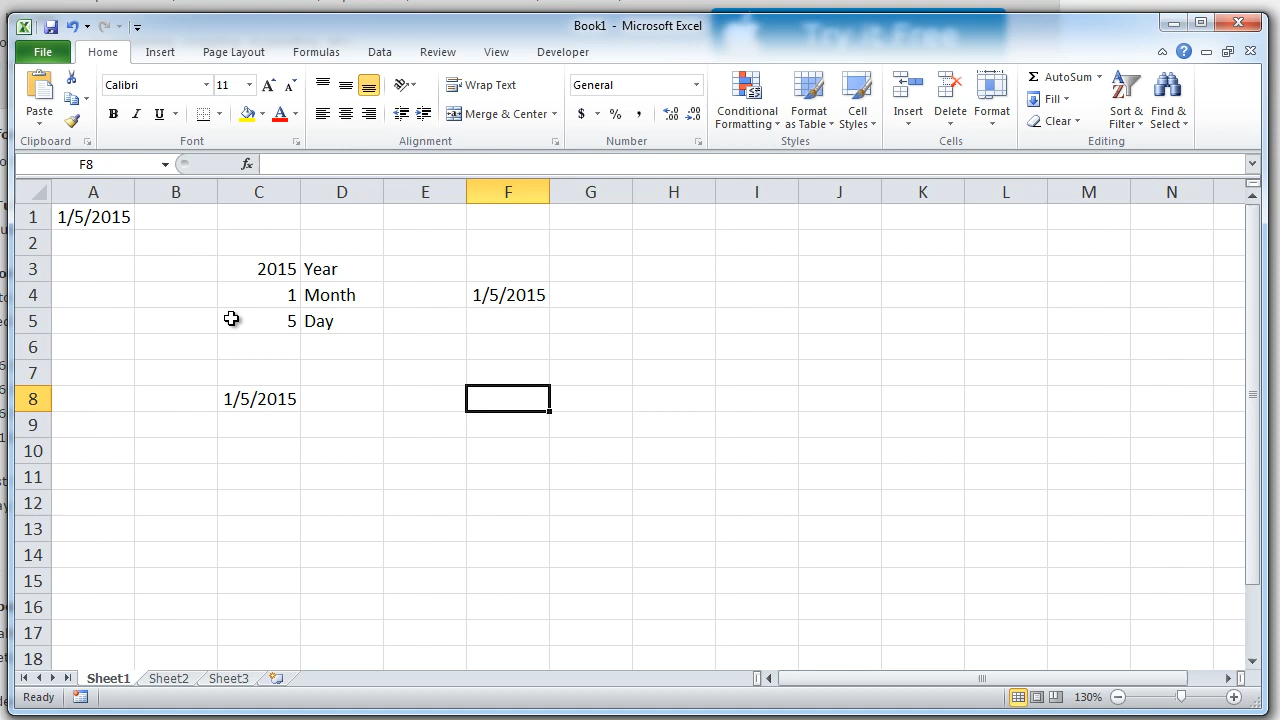 Book1 - Microsoft Excel
Try it Free
File Home Insert Page Layout Formulas Data Review View Developer
Calibri 11 Wrap Text General Conditional Formatting Format as Table Cell Styles Insert Delete Format AutoSum Fill Clear Sort & Filter Find & Select
Paste B I U Merge & Center $ % ,
Clipboard Font Alignment Number Styles Cells Editing
F8 fx
A B C D E F G H I J K L M N
1 1/5/2015
2
3 2015 Year
4 1 Month 1/5/2015
5 5 Day
6
7
8 1/5/2015
9
10
11
12
13
14
15
16
17
18
Sheet1 Sheet2 Sheet3
Ready 130%